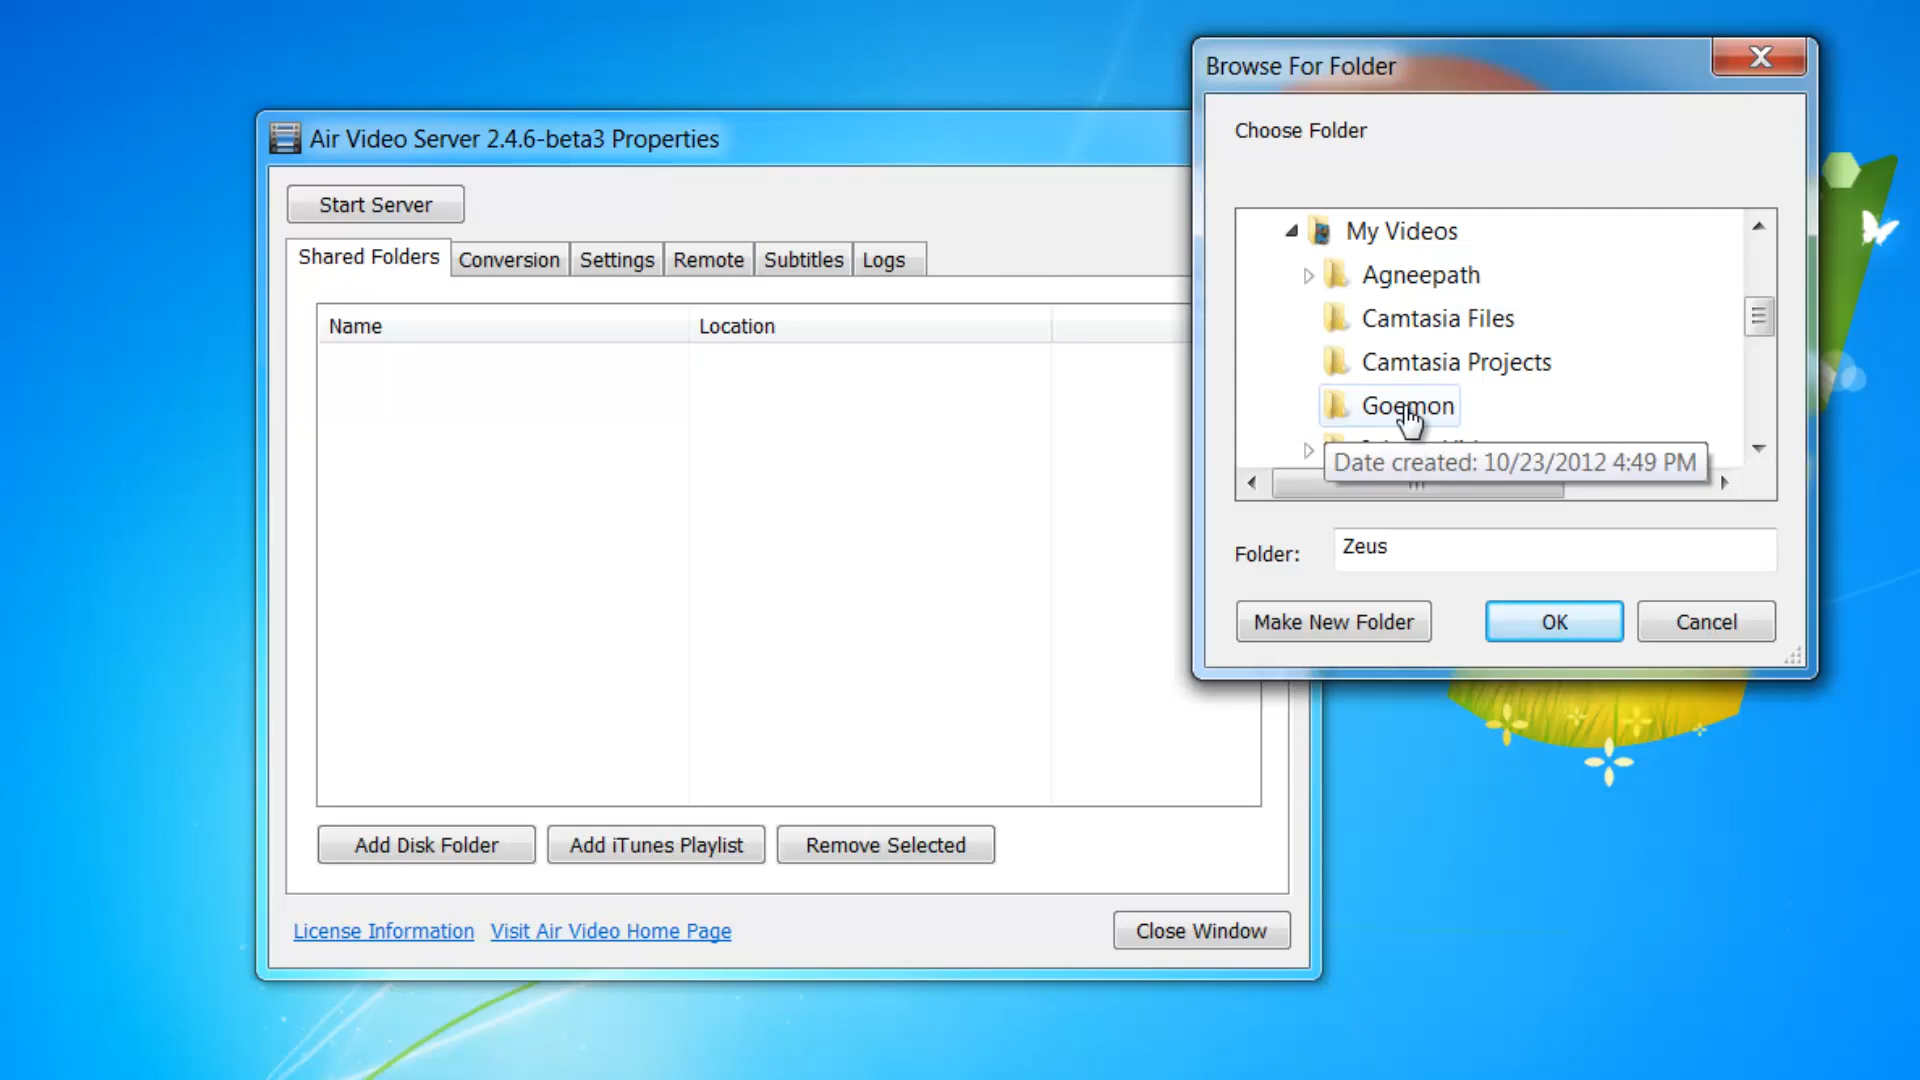 Browse For Folder
X
Choose Folder
My Videos
Agneepath
Camtasia Files
Camtasia Projects
Goemon
Date created: 10/23/2012 4:49 PM
Folder: Zeus
Make New Folder OK Cancel
Air Video Server 2.4.6-beta3 Properties
Start Server
Shared Folders Conversion Settings Remote Subtitles Logs
Name Location
Add Disk Folder Add iTunes Playlist Remove Selected
License Information Visit Air Video Home Page Close Window